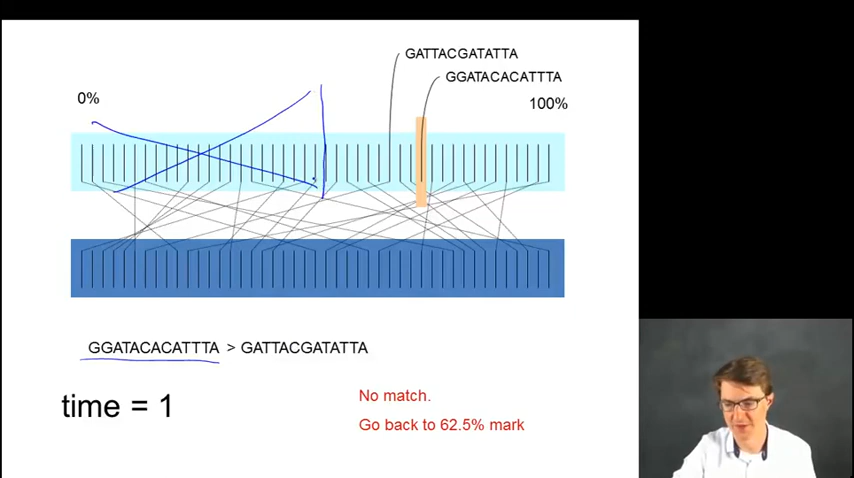 GATTACGATATTA
GGATACACATTTA
0%
100%
GGATACACATTTA > GATTACGATATTA
time = 1
No match.
Go back to 62.5% mark